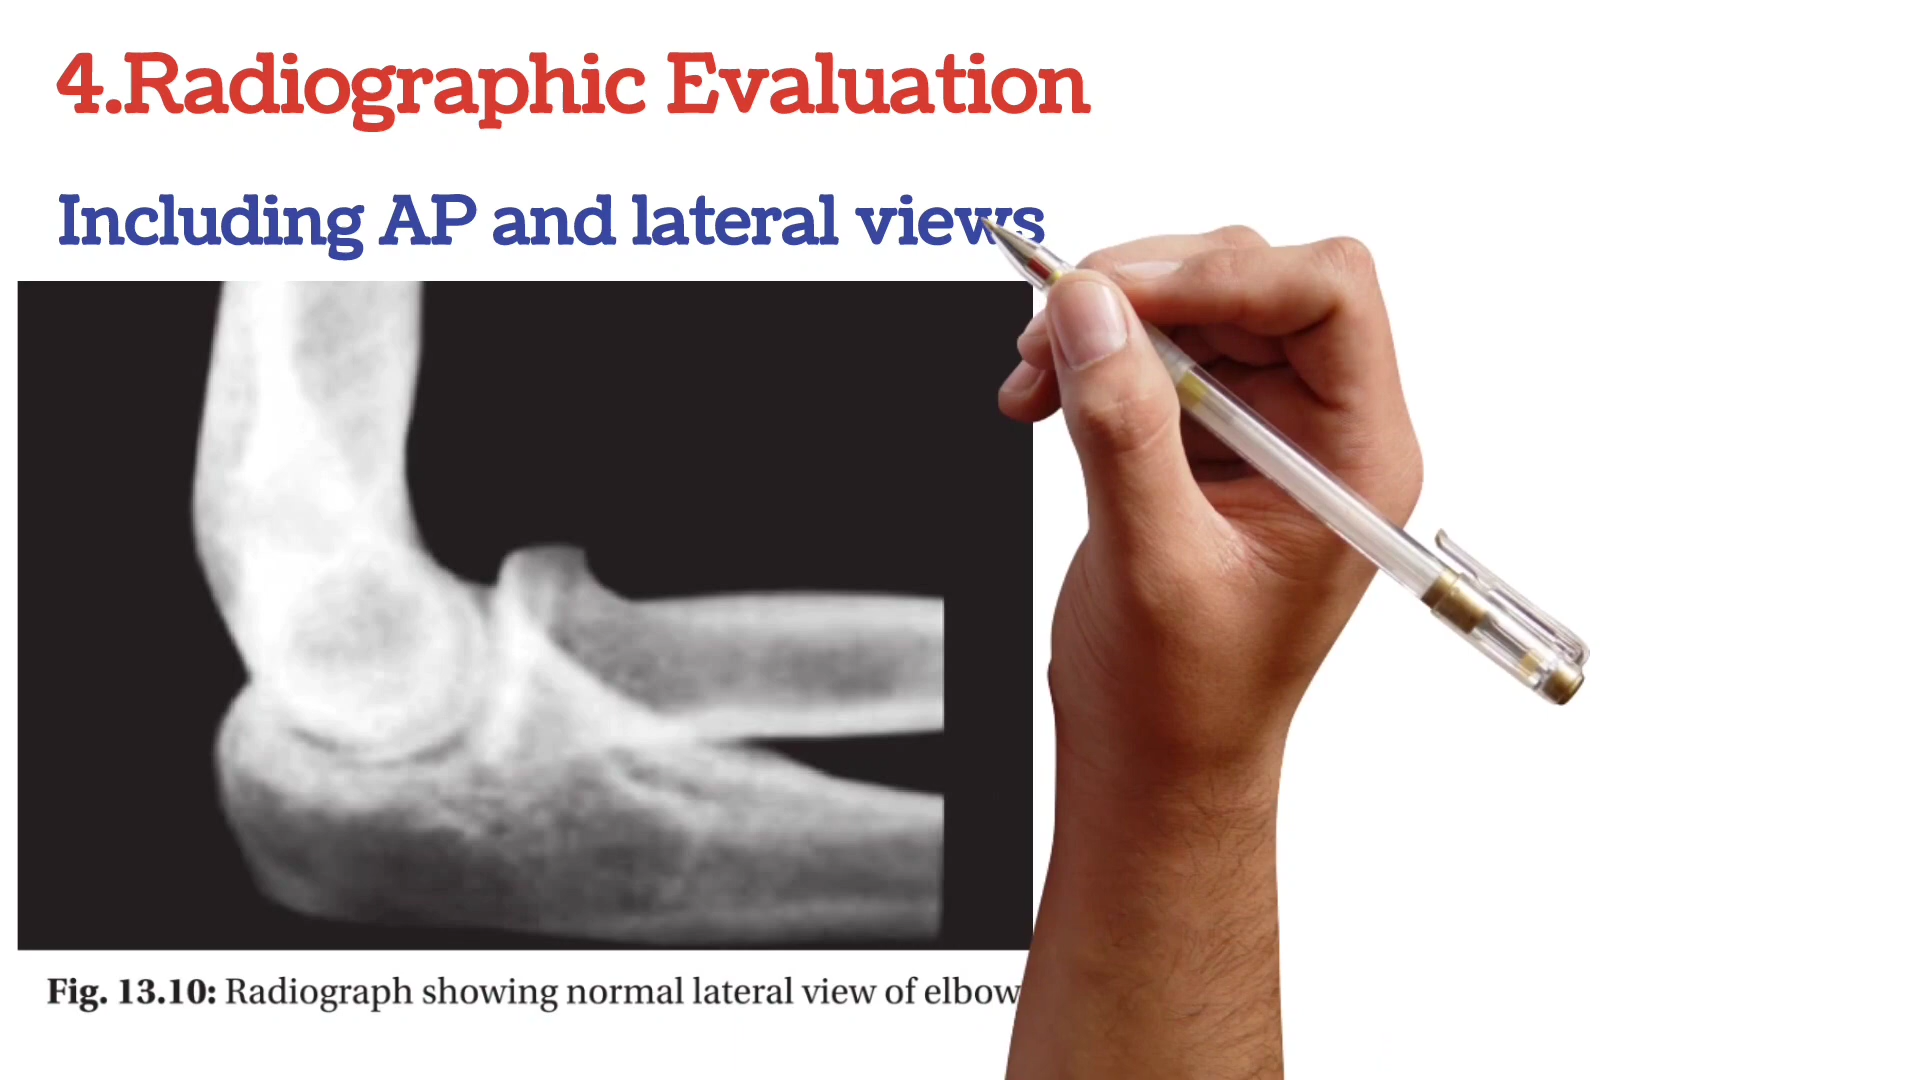 4.Radiographic Evaluation
Including AP and lateral views
Fig. 13.10: Radiograph showing normal lateral view of elbow